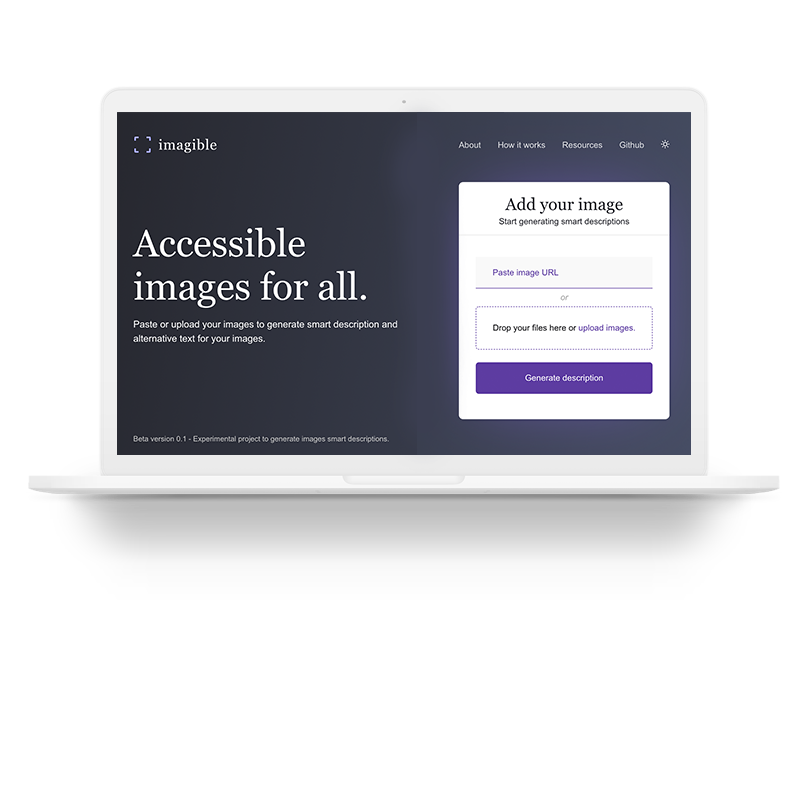 imagible
About
How it works
Resources
Github
Accessible
images for all.
Paste or upload your images to generate smart description and
alternative text for your images.
Beta version 0.1 - Experimental project to generate images smart descriptions.
Add your image
Start generating smart descriptions
Paste image URL
or
Drop your files here or upload images.
Generate description